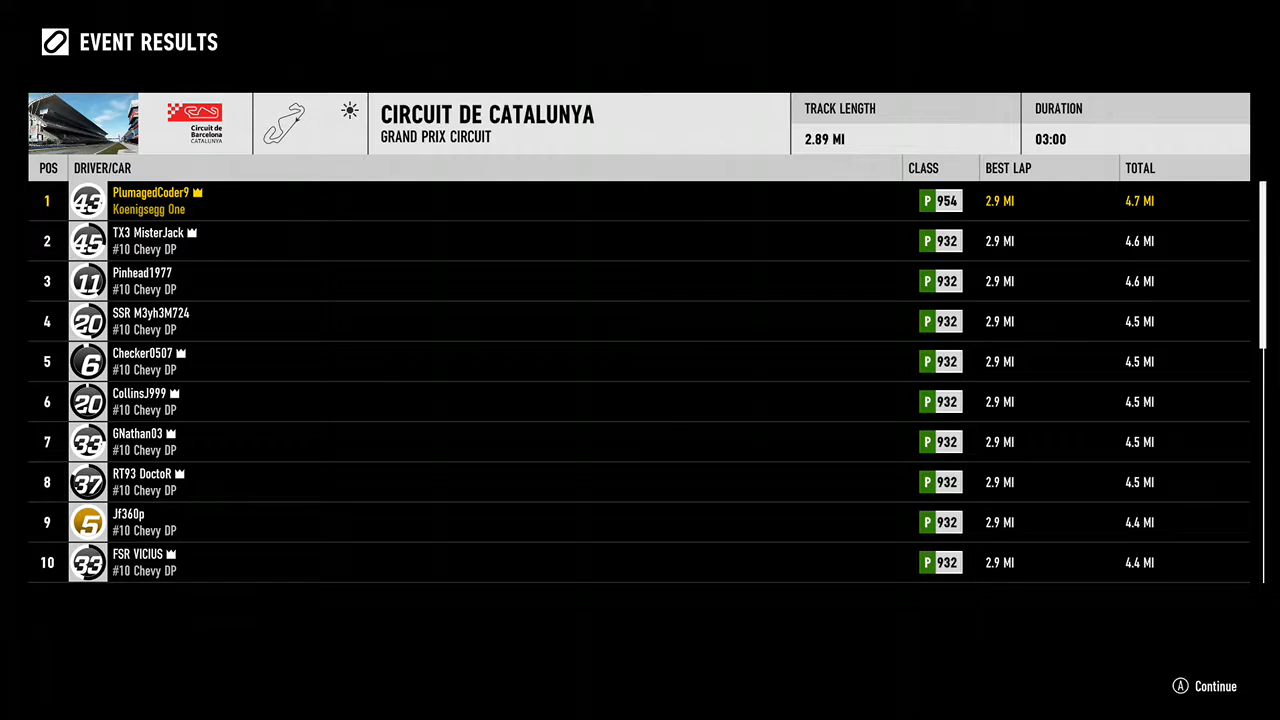 EVENT RESULTS
Circuit de
Barcelona
CATALUNYA
CIRCUIT DE CATALUNYA
GRAND PRIX CIRCUIT
TRACK LENGTH
2.89 MI
DURATION
03:00
POS DRIVER/CAR CLASS BEST LAP TOTAL
1 43 PlumagedCoder9 P 954 2.9 MI 4.7 MI
Koenigsegg One
2 45 TX3 MisterJack P 932 2.9 MI 4.6 MI
#10 Chevy DP
3 11 Pinhead1977 P 932 2.9 MI 4.6 MI
#10 Chevy DP
4 20 SSR M3yh3M724 P 932 2.9 MI 4.5 MI
#10 Chevy DP
5 6 Checker0507 P 932 2.9 MI 4.5 MI
#10 Chevy DP
6 20 CollinsJ999 P 932 2.9 MI 4.5 MI
#10 Chevy DP
7 33 GNathan03 P 932 2.9 MI 4.5 MI
#10 Chevy DP
8 37 RT93 DoctoR P 932 2.9 MI 4.5 MI
#10 Chevy DP
9 5 Jf360p P 932 2.9 MI 4.4 MI
#10 Chevy DP
10 33 FSR VICIUS P 932 2.9 MI 4.4 MI
#10 Chevy DP
A Continue